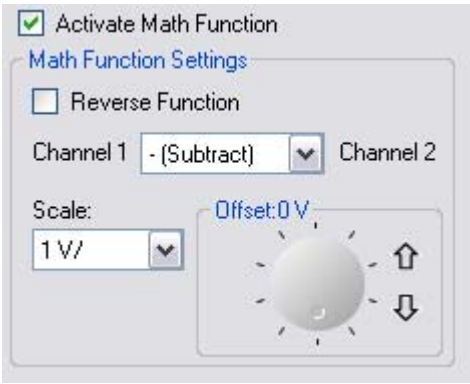 Activate Math Function
Math Function Settings
Reverse Function
Channel 1 - (Subtract) Channel 2
Scale:
Offset:0 V
1 V/